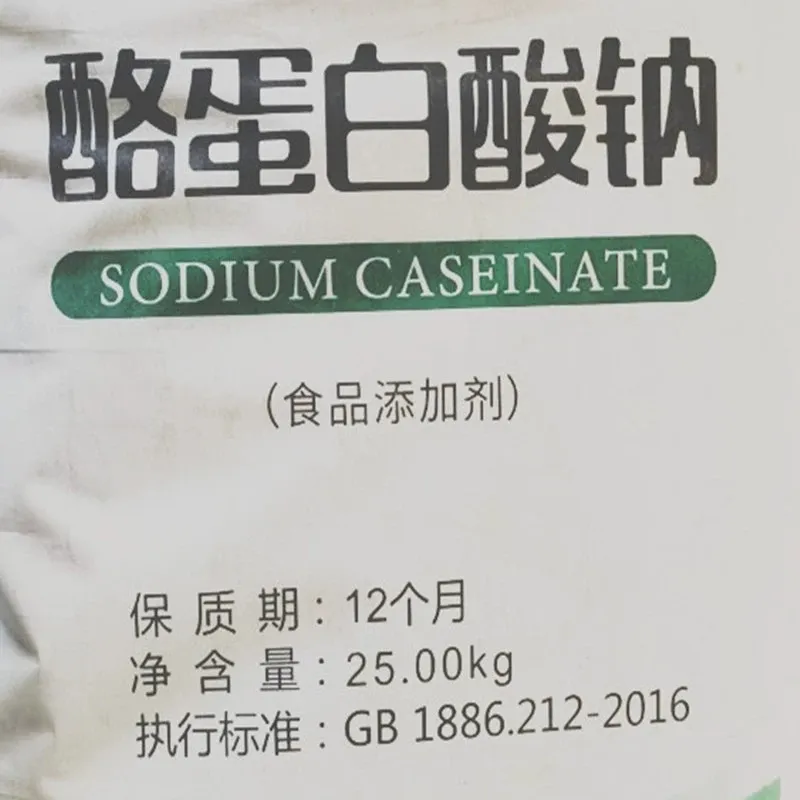 酪蛋白酸钠
SODIUM CASEINATE
(食品添加剂)
保质期：12个月
净含量：25.00kg
执行标准：GB 1886.212-2016